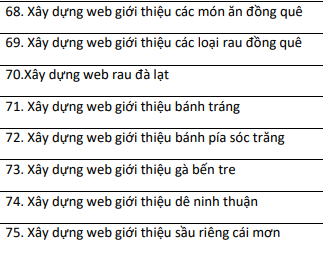 68. Xây dựng web giới thiệu các món ăn đồng quê
69. Xây dựng web giới thiệu các loại rau đồng quê
70.Xây dựng web rau đà lạt
71. Xây dựng web giới thiệu bánh tráng
72. Xây dựng web giới thiệu bánh pía sóc trăng
73. Xây dựng web giới thiệu gà bến tre
74. Xây dựng web giới thiệu dê ninh thuận
75. Xây dựng web giới thiệu sầu riêng cái mơn